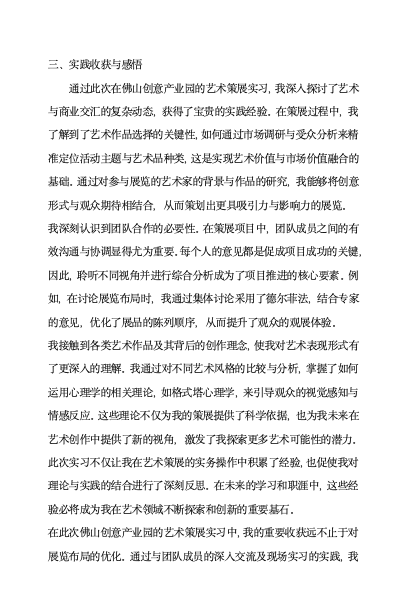 三、实践收获与感悟
通过此次在佛山创意产业园的艺术策展实习，我深入探讨了艺术
与商业交汇的复杂动态，获得了宝贵的实践经验。在策展过程中，我
了解到了艺术作品选择的关键性，如何通过市场调研与受众分析来精
准定位活动主题与艺术品种类，这是实现艺术价值与市场价值融合的
基础。通过对参与展览的艺术家的背景与作品的研究，我能够将创意
形式与观众期待相结合，从而策划出更具吸引力与影响力的展览。
我深刻认识到团队合作的必要性。在策展项目中，团队成员之间的有
效沟通与协调显得尤为重要。每个人的意见都是促成项目成功的关键，
因此，聆听不同视角并进行综合分析成为了项目推进的核心要素。例
如，在讨论展览布局时，我通过集体讨论采用了德尔菲法，结合专家
的意见，优化了展品的陈列顺序，从而提升了观众的观展体验。
我接触到各类艺术作品及其背后的创作理念，使我对艺术表现形式有
了更深入的理解。我通过对不同艺术风格的比较与分析，掌握了如何
运用心理学的相关理论，如格式塔心理学，来引导观众的视觉感知与
情感反应。这些理论不仅为我的策展提供了科学依据，也为我未来在
艺术创作中提供了新的视角，激发了我探索更多艺术可能性的潜力。
此次实习不仅让我在艺术策展的实务操作中积累了经验，也促使我对
理论与实践的结合进行了深刻反思。在未来的学习和职涯中，这些经
验必将成为我在艺术领域不断探索和创新的重要基石。
在此次佛山创意产业园的艺术策展实习中，我的重要收获远不止于对
展览布局的优化。通过与团队成员的深入交流及现场实习的实践，我